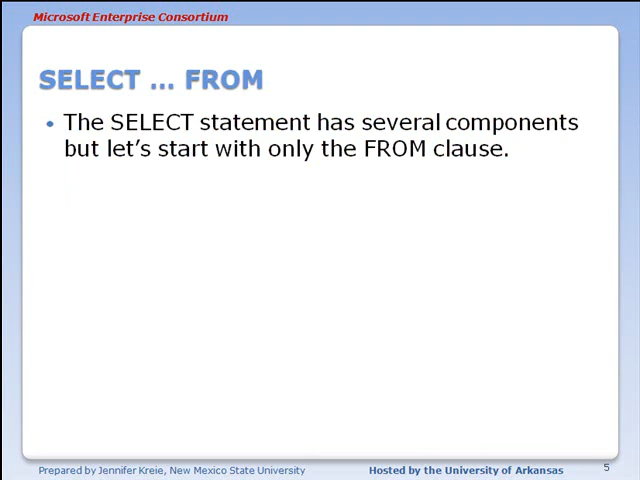 Microsoft Enterprise Consortium
SELECT … FROM
• The SELECT statement has several components
but let’s start with only the FROM clause.
Prepared by Jennifer Kreie, New Mexico State University
Hosted by the University of Arkansas
5